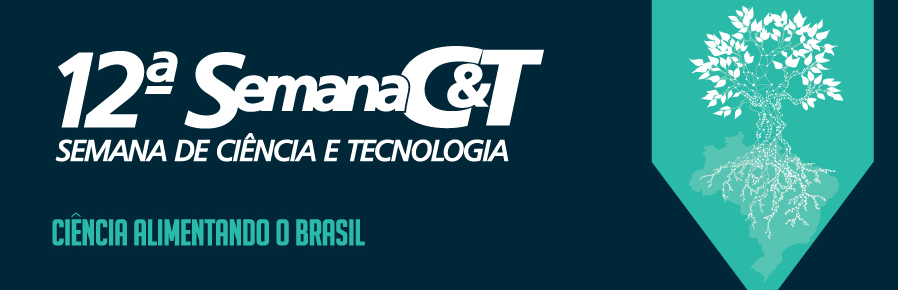 12ª SemanaC&T
SEMANA DE CIÊNCIA E TECNOLOGIA
CIÊNCIA ALIMENTANDO O BRASIL